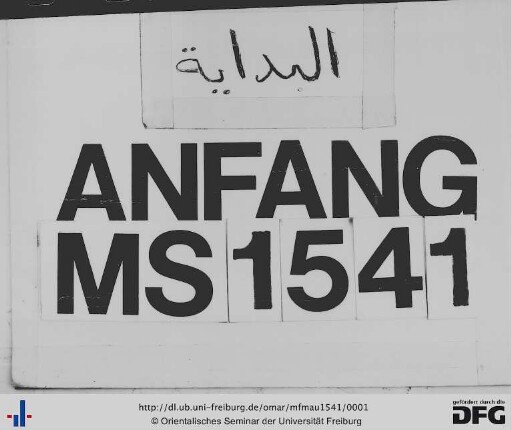 البداية
ANFANG
MS 1541
http://dl.ub.uni-freiburg.de/omar/mfmau1541/0001
© Orientalisches Seminar der Universität Freiburg
gefördert durch die
DFG